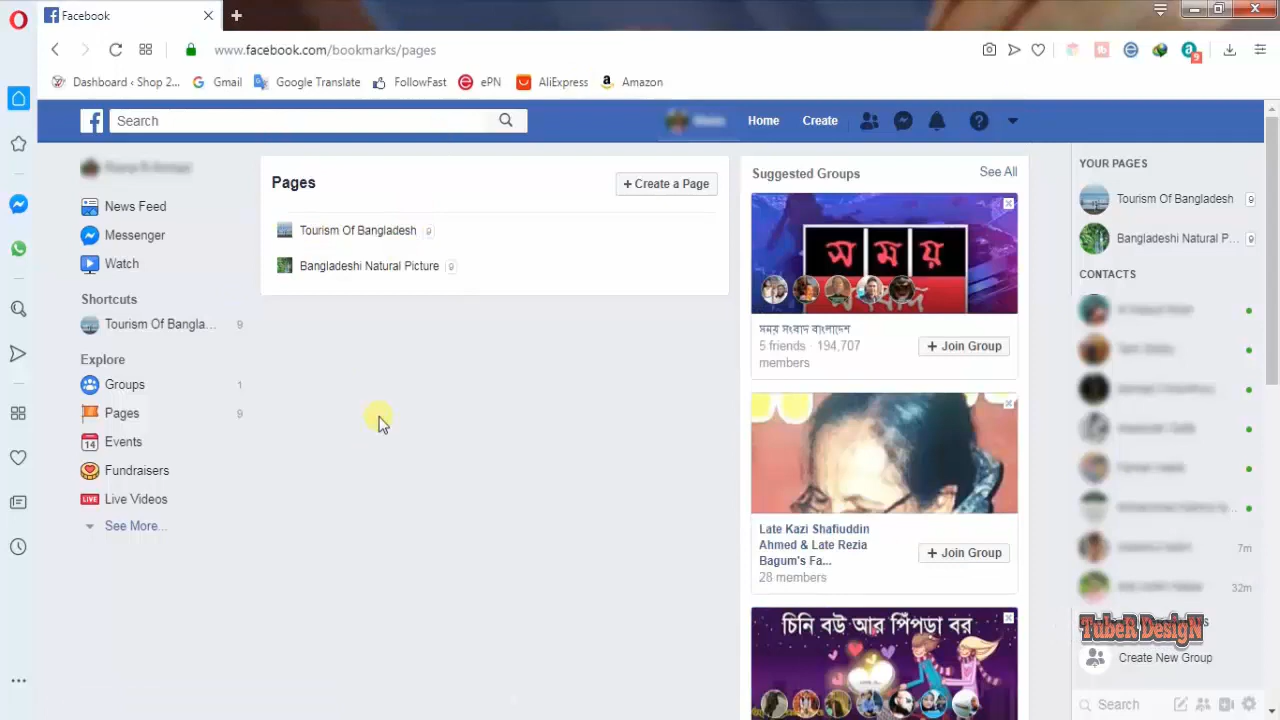 Facebook
www.facebook.com/bookmarks/pages
9
Dashboard ‹ Shop 2...
Gmail
Google Translate
FollowFast
ePN
AliExpress
Amazon
Search
Home
Create
News Feed
Messenger
Watch
Shortcuts
Tourism Of Bangla...
9
Explore
Groups
1
Pages
9
14
Events
Fundraisers
LIVE
Live Videos
See More...
Pages
+ Create a Page
Tourism Of Bangladesh 9
Bangladeshi Natural Picture 9
Suggested Groups
See All
সময়
সময় সংবাদ বাংলাদেশ
5 friends · 194,707
members
+ Join Group
Late Kazi Shafiuddin
Ahmed & Late Rezia
Bagum's Fa...
28 members
+ Join Group
চিনি বউ আর পিঁপড়া বর
YOUR PAGES
Tourism Of Bangladesh 9
Bangladeshi Natural P... 9
CONTACTS
7m
32m
TubeR DesigN
Create New Group
Search